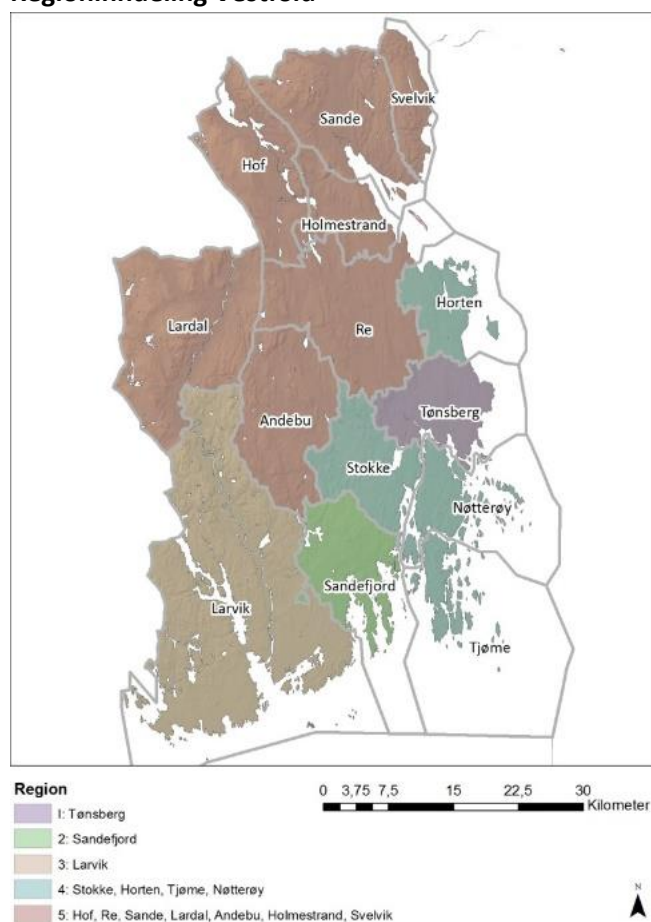 Regioninndeling Vestfold
Svelvik
Sande
Hof
Holmestrand
Horten
Lardal
Re
Andebu
Tønsberg
Stokke
Nøtterøy
Sandefjord
Larvik
Tjøme
Region
1: Tønsberg
2: Sandefjord
3: Larvik
4: Stokke, Horten, Tjøme, Nøtterøy
5: Hof, Re, Sande, Lardal, Andebu, Holmestrand, Svelvik
0 3,75 7,5 15 22,5 30
Kilometer
N